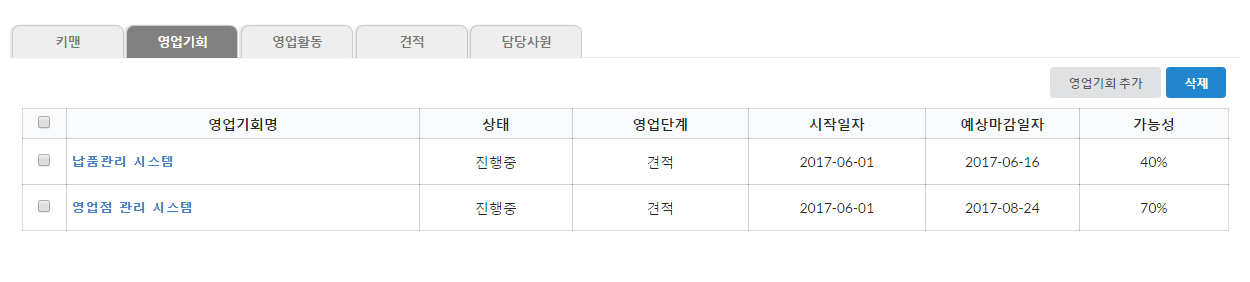 키맨 영업기회 영업활동 견적 담당사원
영업기회 추가 삭제
영업기회명 상태 영업단계 시작일자 예상마감일자 가능성
납품관리 시스템 진행중 견적 2017-06-01 2017-06-16 40%
영업점 관리 시스템 진행중 견적 2017-06-01 2017-08-24 70%